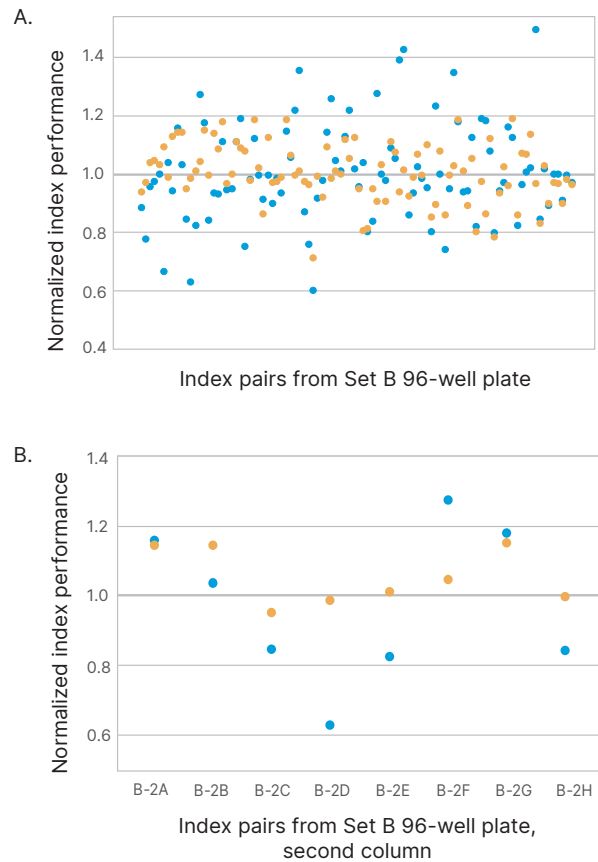 A.
Normalized index performance
1.4
1.2
1.0
0.8
0.6
0.4
Index pairs from Set B 96-well plate
B.
Normalized index performance
1.4
1.2
1.0
0.8
0.6
B-2A B-2B B-2C B-2D B-2E B-2F B-2G B-2H
Index pairs from Set B 96-well plate,
second column